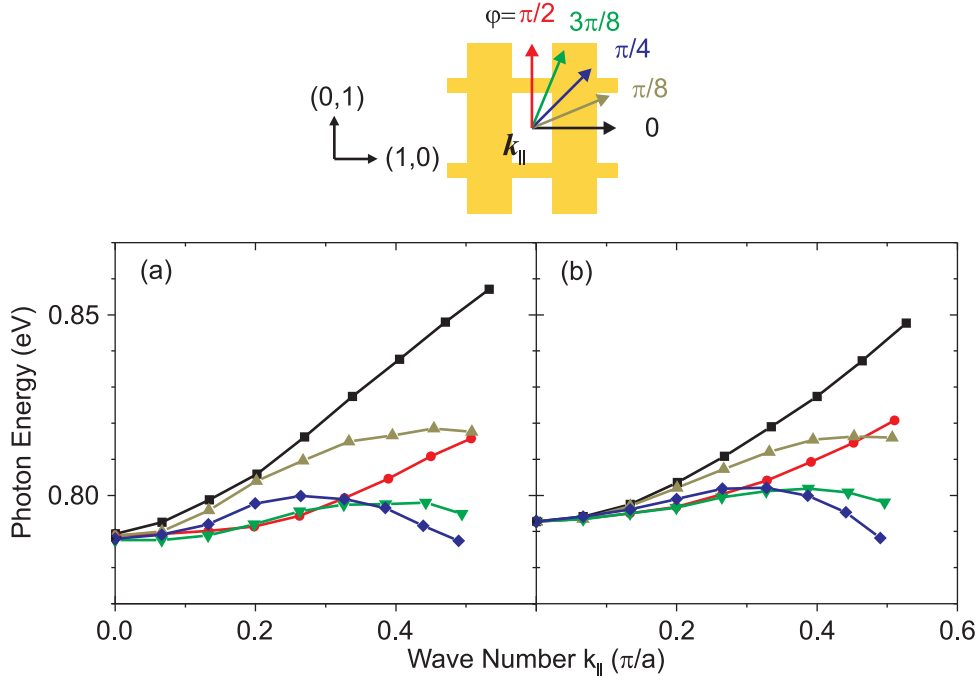 φ=π/2
3π/8
π/4
π/8
0
(0,1)
(1,0)
k||
(a)
(b)
0.85
0.80
Photon Energy (eV)
0.0 0.2 0.4 0.2 0.4 0.6
Wave Number k|| (π/a)